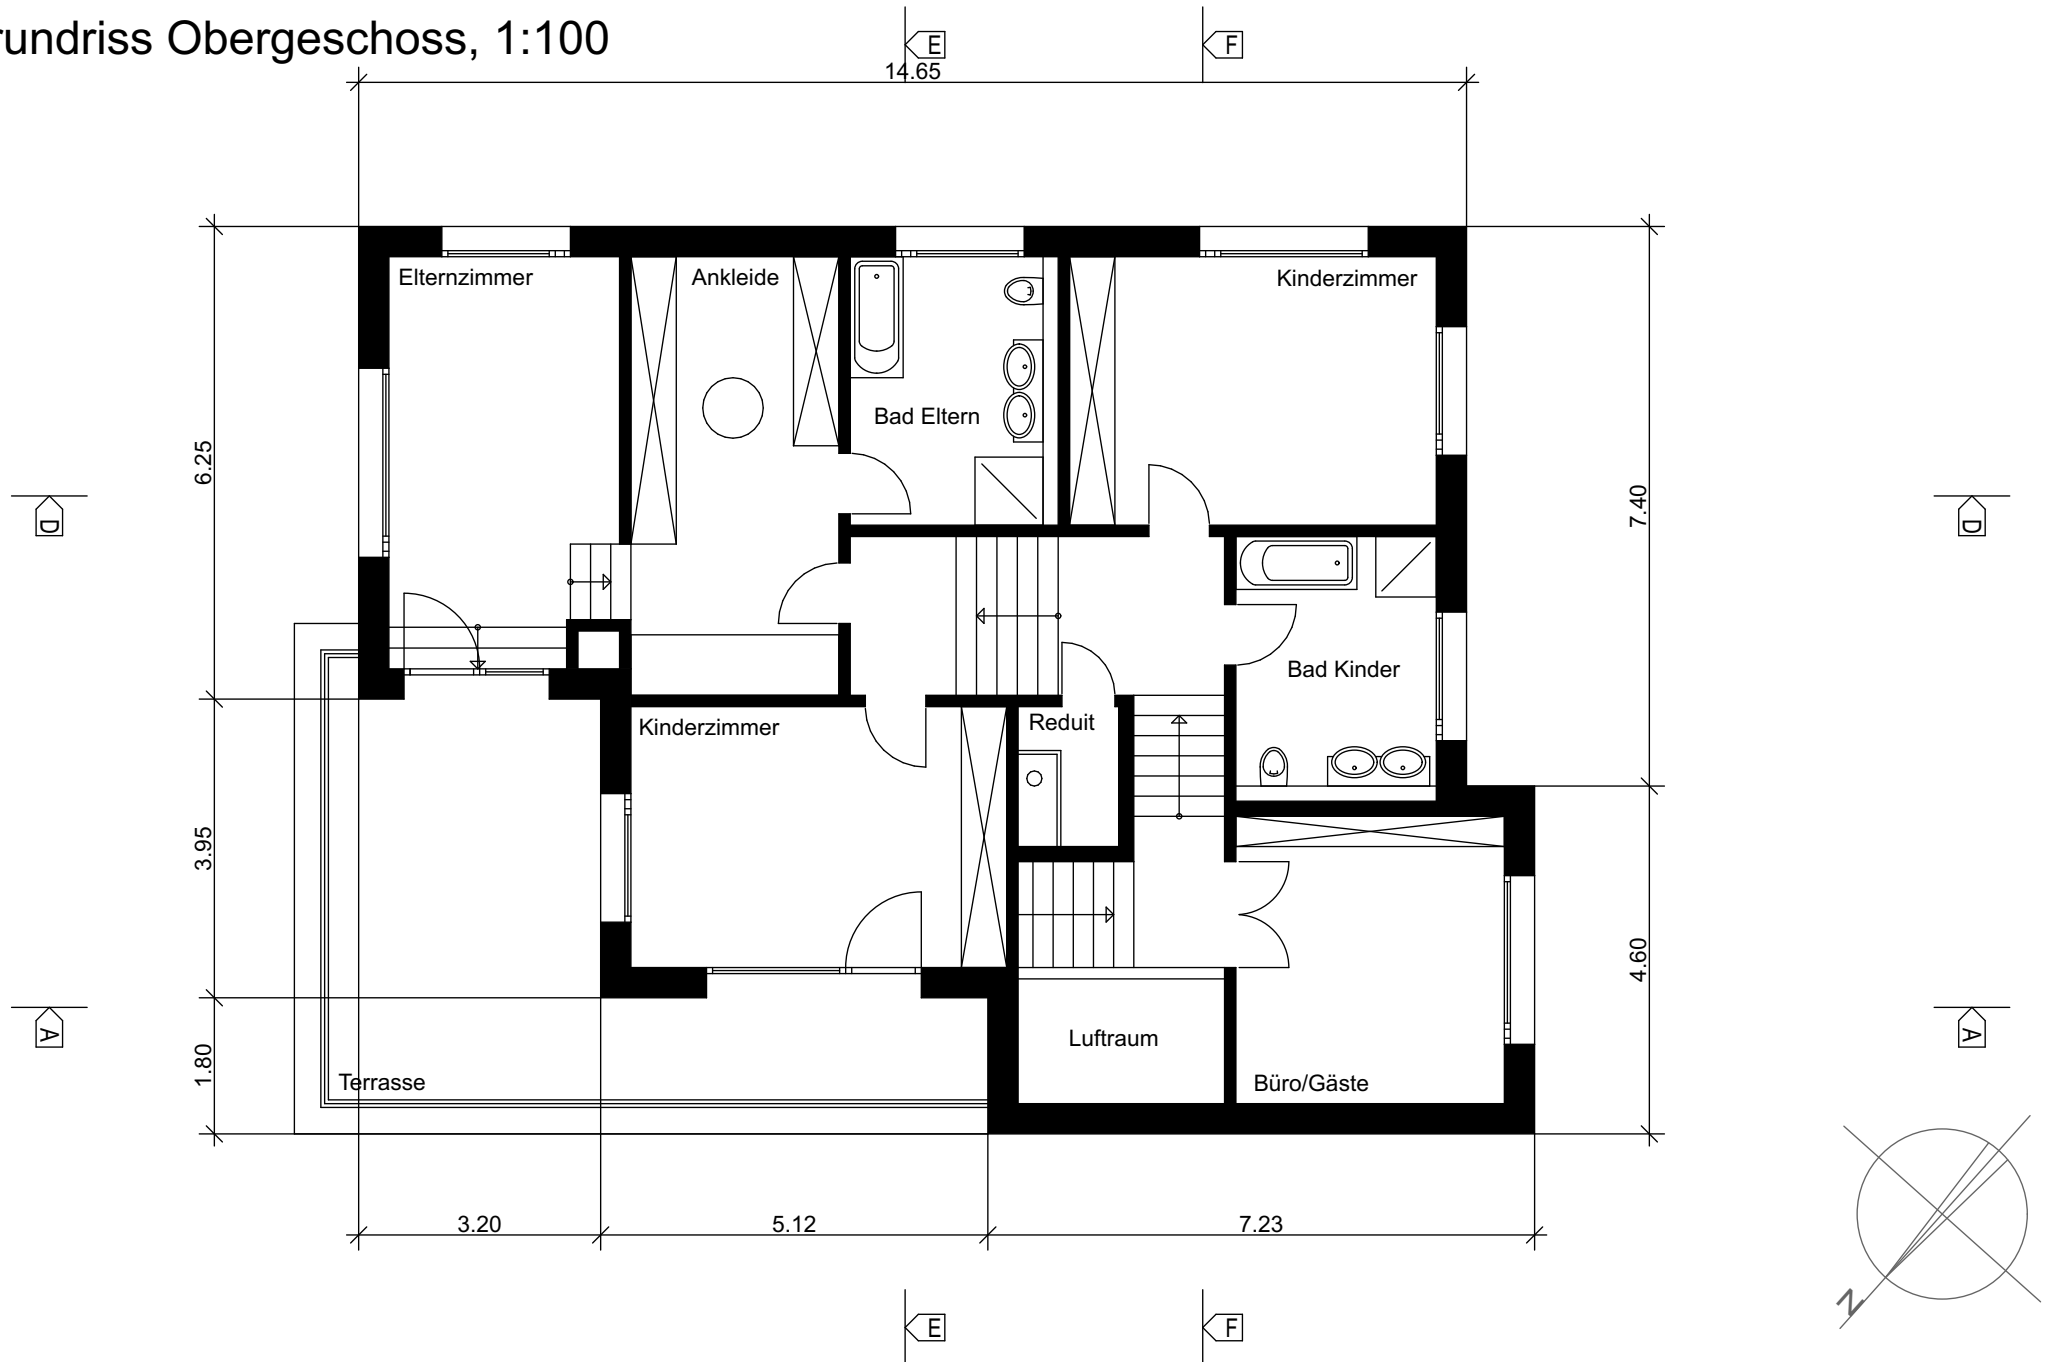 rundriss Obergeschoss, 1:100
E
F
14.65
Elternzimmer
Ankleide
Kinderzimmer
Bad Eltern
6.25
7.40
D
D
Bad Kinder
Reduit
Kinderzimmer
3.95
4.60
A
A
Luftraum
1.80
Terrasse
Büro/Gäste
3.20
5.12
7.23
N
E
F